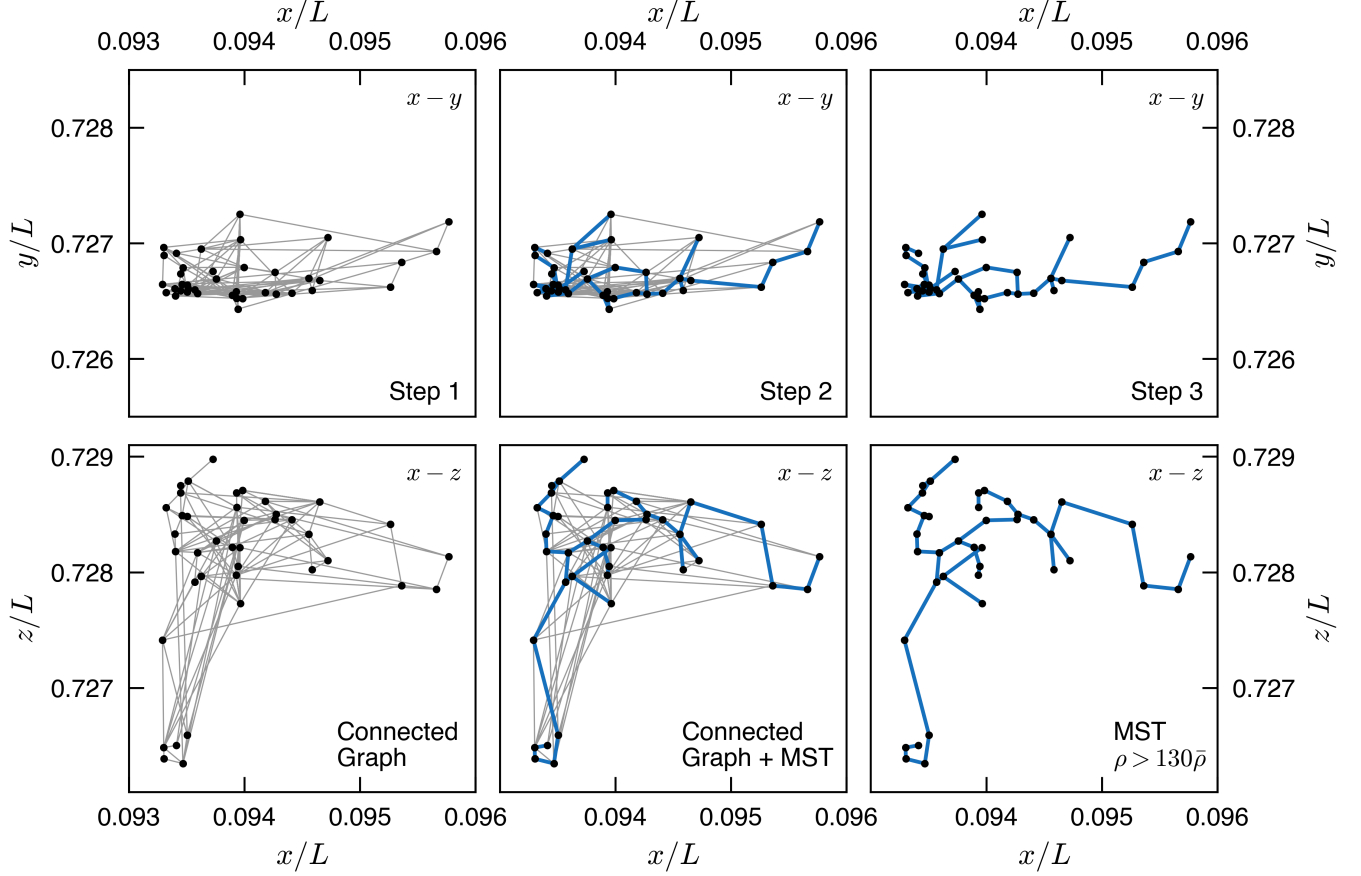 x/L x/L x/L
0.093 0.094 0.095 0.096 0.094 0.095 0.096 0.094 0.095 0.096
x − y x − y x − y
0.728 0.728
y/L 0.727 0.727 y/L
0.726 0.726
Step 1 Step 2 Step 3
0.729 0.729
x − z x − z x − z
0.728 0.728
z/L z/L
0.727 0.727
Connected Connected MST
Graph Graph + MST ρ > 130ρ̄
0.093 0.094 0.095 0.096 0.094 0.095 0.096 0.094 0.095 0.096
x/L x/L x/L